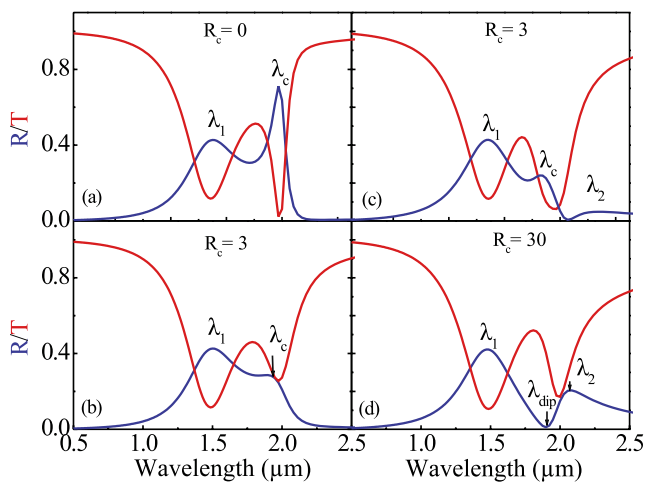 R_c = 0
R_c = 3
0.8
λ_c
R/T
λ_1
0.4
λ_1
λ_c
λ_2
(a)
(c)
0.0
R_c = 3
R_c = 30
0.8
R/T
λ_1
λ_1
0.4
λ_c
λ_2
λ_dip
(b)
(d)
0.0
0.5 1.0 1.5 2.0 2.5
1.0 1.5 2.0 2.5
Wavelength (µm)
Wavelength (µm)